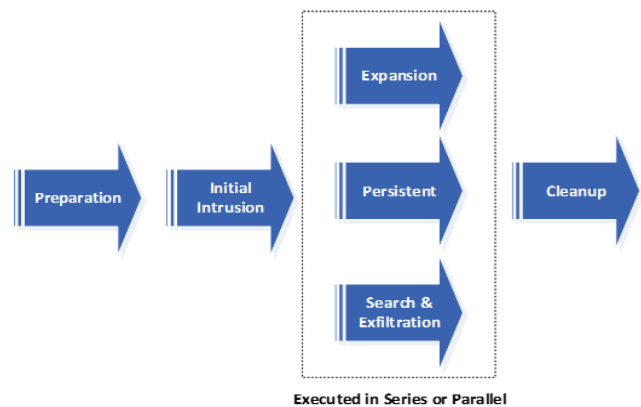 Preparation
Initial
Intrusion
Expansion
Persistent
Search &
Exfiltration
Cleanup
Executed in Series or Parallel